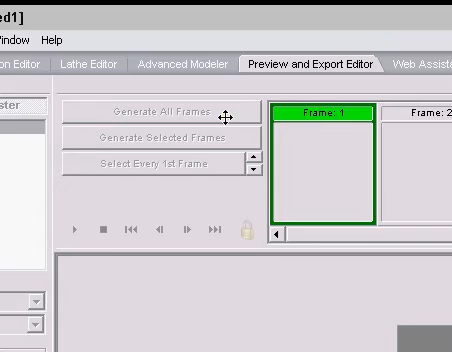 ed1]
indow Help
on Editor Lathe Editor Advanced Modeler Preview and Export Editor Web Assista
ster
Generate All Frames
Generate Selected Frames
Select Every 1st Frame
Frame: 1
Frame: 2